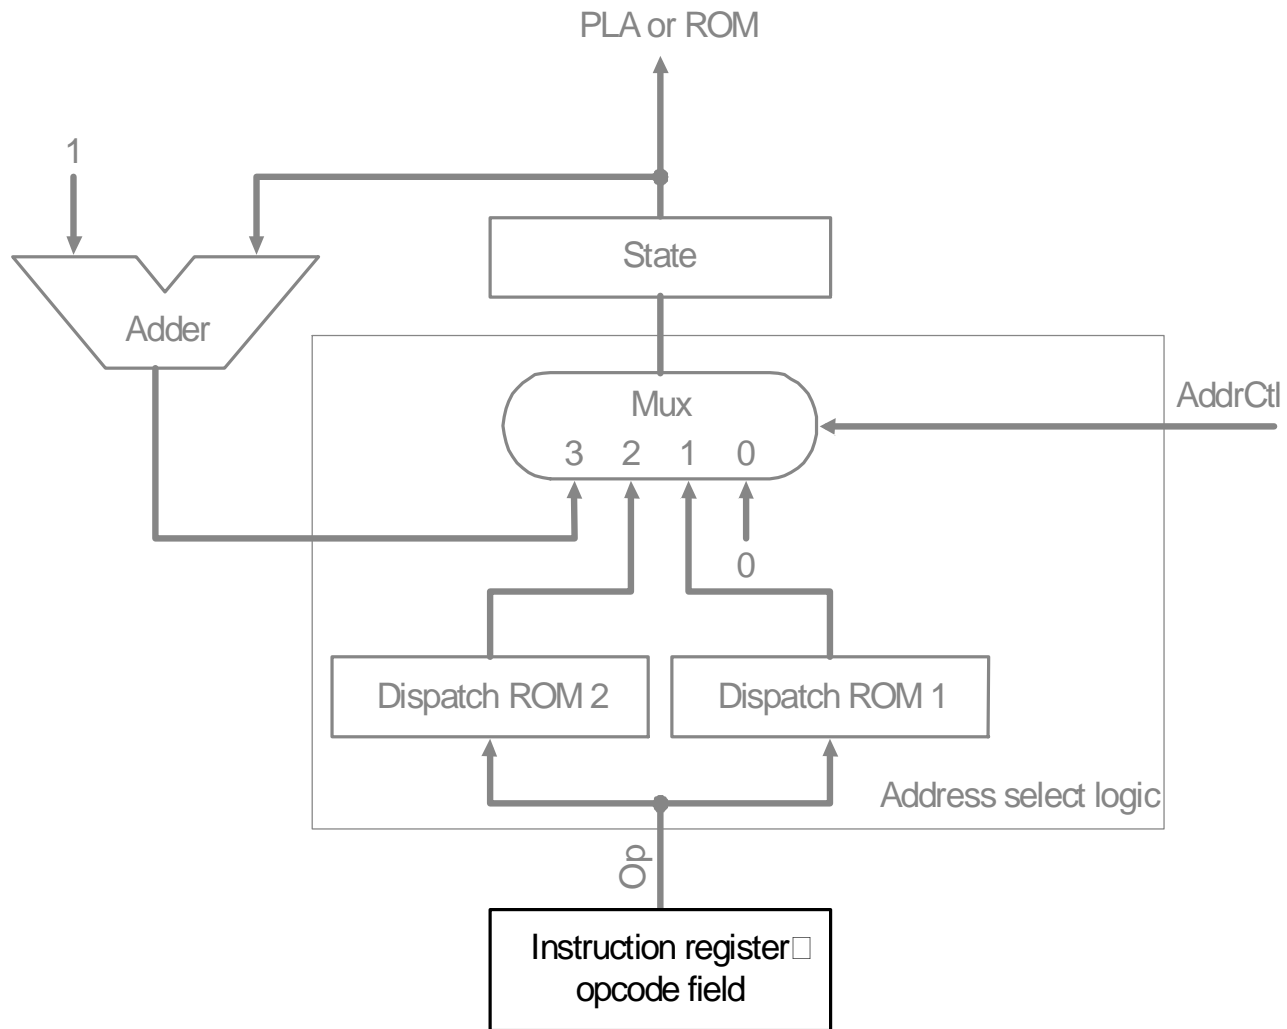 PLA or ROM
1
State
Adder
Mux
AddrCtl
3 2 1 0
0
Dispatch ROM 2
Dispatch ROM 1
Address select logic
Op
Instruction register□
opcode field